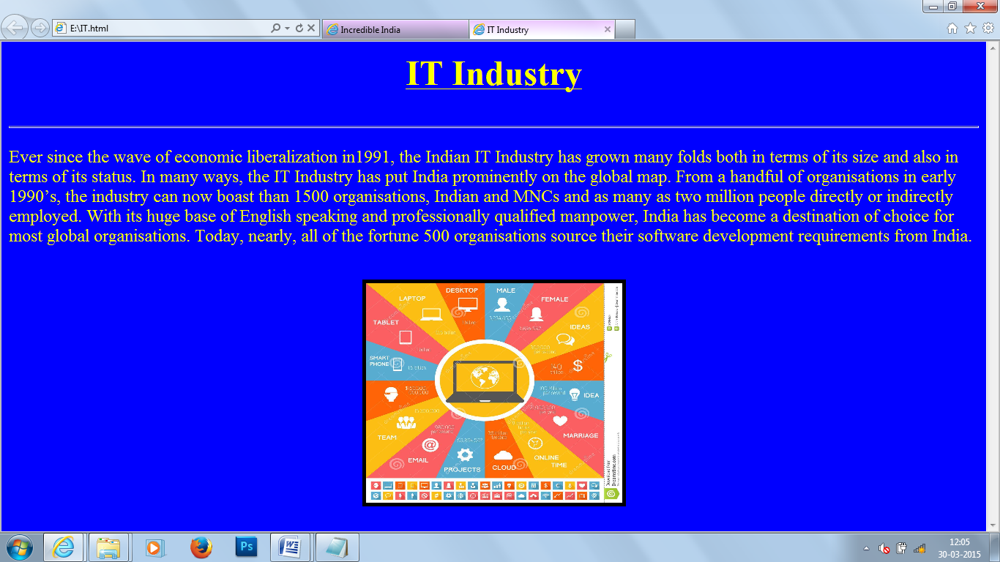 E:\IT.html
Incredible India
IT Industry
IT Industry
Ever since the wave of economic liberalization in1991, the Indian IT Industry has grown many folds both in terms of its size and also in
terms of its status. In many ways, the IT Industry has put India prominently on the global map. From a handful of organisations in early
1990’s, the industry can now boast than 1500 organisations, Indian and MNCs and as many as two million people directly or indirectly
employed. With its huge base of English speaking and professionally qualified manpower, India has become a destination of choice for
most global organisations. Today, nearly, all of the fortune 500 organisations source their software development requirements from India.
DESKTOP
MALE
LAPTOP
FEMALE
TABLET
IDEAS
SMART
PHONE
$
IDEA
MARRIAGE
TEAM
EMAIL
@
PROJECTS
CLOUD
ONLINE
TIME
per second
Download from
Dreamstime.com
Ps
12:05
30-03-2015